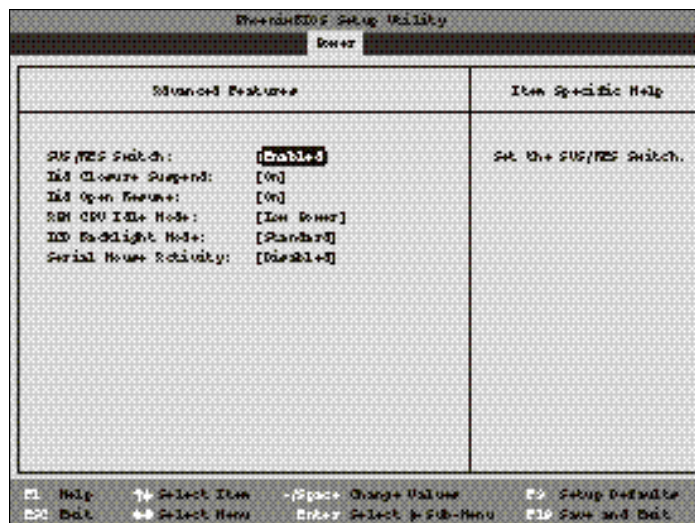 PhoenixBIOS Setup Utility
Power
Advanced Features
Item Specific Help
SUS/RES Switch: [Enabled]
Set the SUS/RES Switch.
Lid Closure Suspend: [On]
Lid Open Resume: [On]
RUN CPU Idle Mode: [Low Power]
LCD Backlight Mode: [Standard]
Serial Mouse Activity: [Disabled]
F1 Help ↑↓ Select Item -/Space Change Values F9 Setup Defaults
ESC Exit ←→ Select Menu Enter Select ▶ Sub-Menu F10 Save and Exit